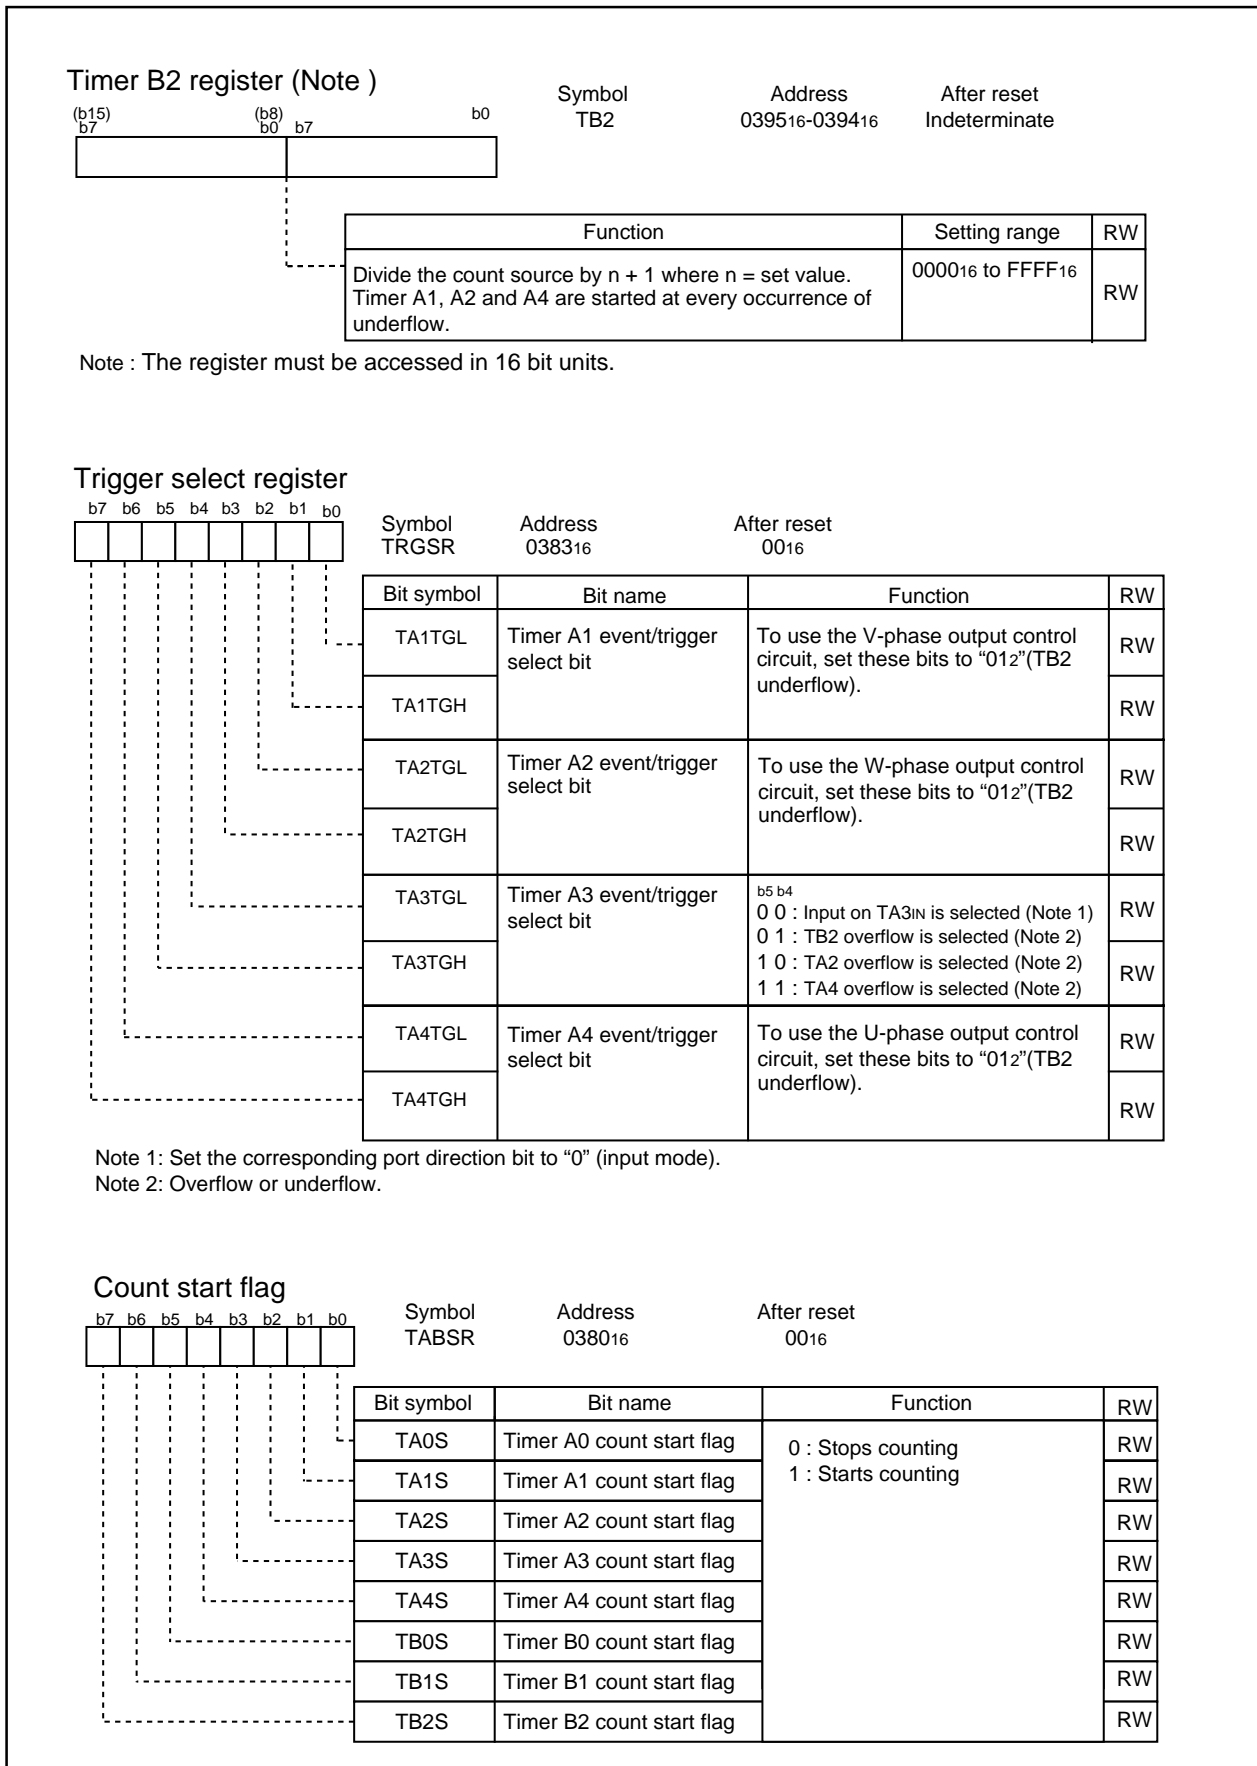 Timer B2 register (Note )
Symbol Address After reset
(b15) (b8)
b7 b0 b7 b0
TB2 039516-039416 Indeterminate
Function Setting range RW
Divide the count source by n + 1 where n = set value. 000016 to FFFF16
Timer A1, A2 and A4 are started at every occurrence of RW
underflow.
Note : The register must be accessed in 16 bit units.
Trigger select register
b7 b6 b5 b4 b3 b2 b1 b0
Symbol Address After reset
TRGSR 038316 0016
Bit symbol Bit name Function RW
TA1TGL Timer A1 event/trigger To use the V-phase output control RW
select bit circuit, set these bits to “012”(TB2
underflow).
TA1TGH RW
TA2TGL Timer A2 event/trigger To use the W-phase output control RW
select bit circuit, set these bits to “012”(TB2
underflow).
TA2TGH RW
TA3TGL Timer A3 event/trigger b5 b4
select bit 0 0 : Input on TA3IN is selected (Note 1) RW
0 1 : TB2 overflow is selected (Note 2)
TA3TGH 1 0 : TA2 overflow is selected (Note 2) RW
1 1 : TA4 overflow is selected (Note 2)
TA4TGL Timer A4 event/trigger To use the U-phase output control RW
select bit circuit, set these bits to “012”(TB2
underflow).
TA4TGH RW
Note 1: Set the corresponding port direction bit to “0” (input mode).
Note 2: Overflow or underflow.
Count start flag
b7 b6 b5 b4 b3 b2 b1 b0
Symbol Address After reset
TABSR 038016 0016
Bit symbol Bit name Function RW
TA0S Timer A0 count start flag 0 : Stops counting RW
TA1S Timer A1 count start flag 1 : Starts counting RW
TA2S Timer A2 count start flag RW
TA3S Timer A3 count start flag RW
TA4S Timer A4 count start flag RW
TB0S Timer B0 count start flag RW
TB1S Timer B1 count start flag RW
TB2S Timer B2 count start flag RW